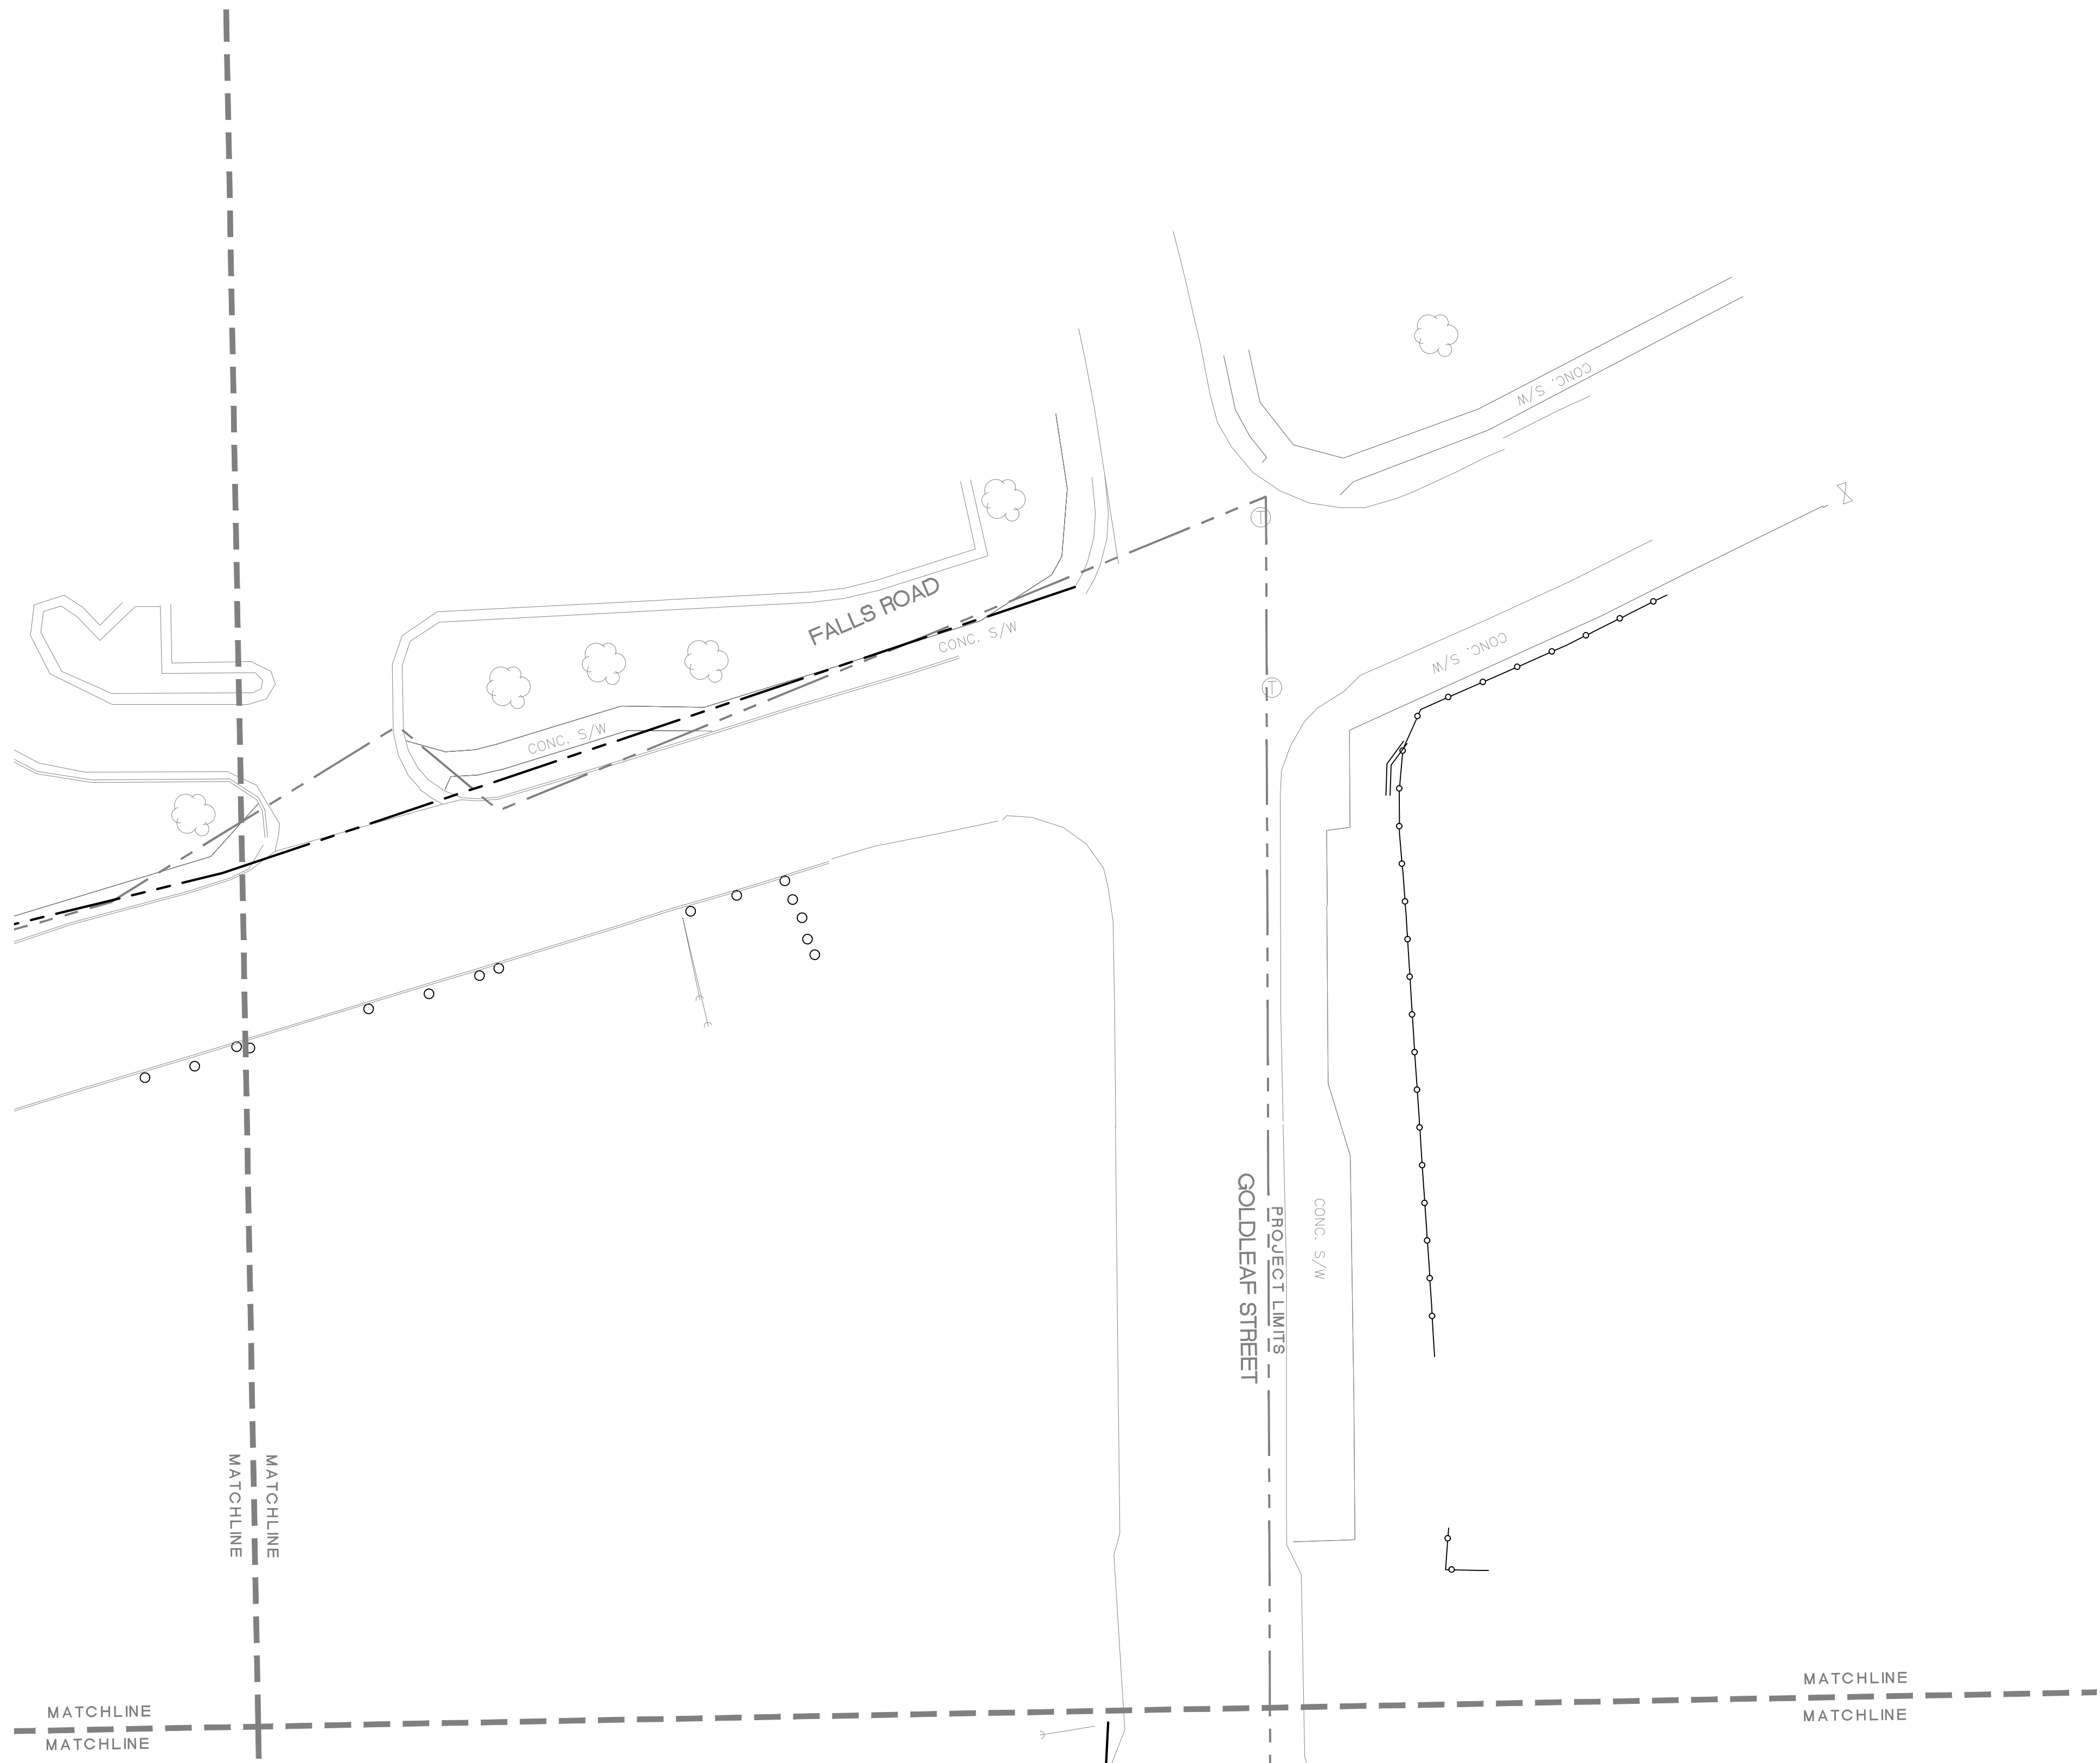 CONC. S/W
T
FALLS ROAD
CONC. S/W
CONC. S/W
T
CONC. S/W
GOLDLEAF STREET
PROJECT LIMITS
CONC. S/W
MATCHLINE
MATCHLINE
MATCHLINE
MATCHLINE
MATCHLINE
MATCHLINE